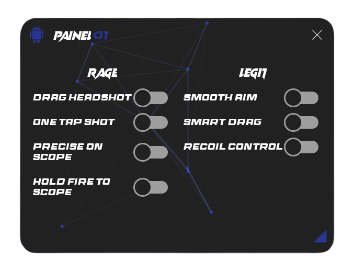 PAINEL CIT
RAGE
DRAG HEADSHOT
ONE TAP SHOT
PRECISE ON
SCOPE
HOLD FIRE TO
SCOPE
LEGIT
SMOOTH AIM
SMART DRAG
RECOIL CONTROL